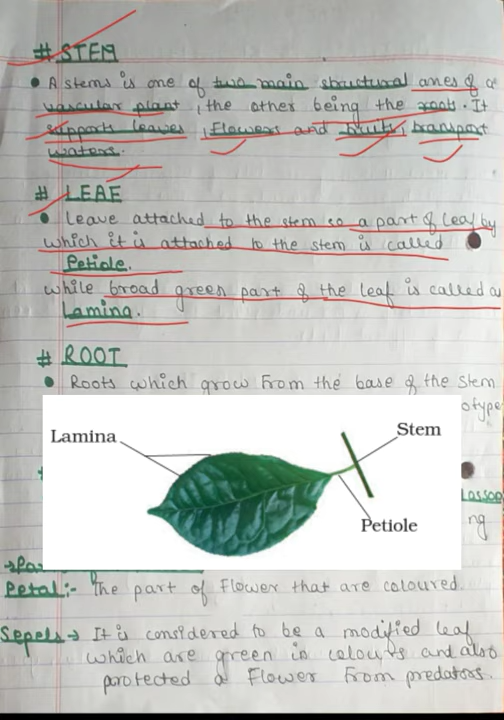 # STEM
• A stems is one of two main structural axes of a
vascular plant, the other being the root. It
supports leaves, Flowers and fruits, transport
waters.
# LEAF
• Leave attached to the stem so a part of Leaf by
which it is attached to the stem is called
Petiole.
while broad green part of the leaf is called a
Lamina.
# ROOT
• Roots which grow from the base of the stem
otype
Lamina
Stem
Petiole
ng
Petal:- The part of Flower that are coloured.
Sepels→ It is considered to be a modified leaf
which are green in colours and also
protected a Flower From predators.